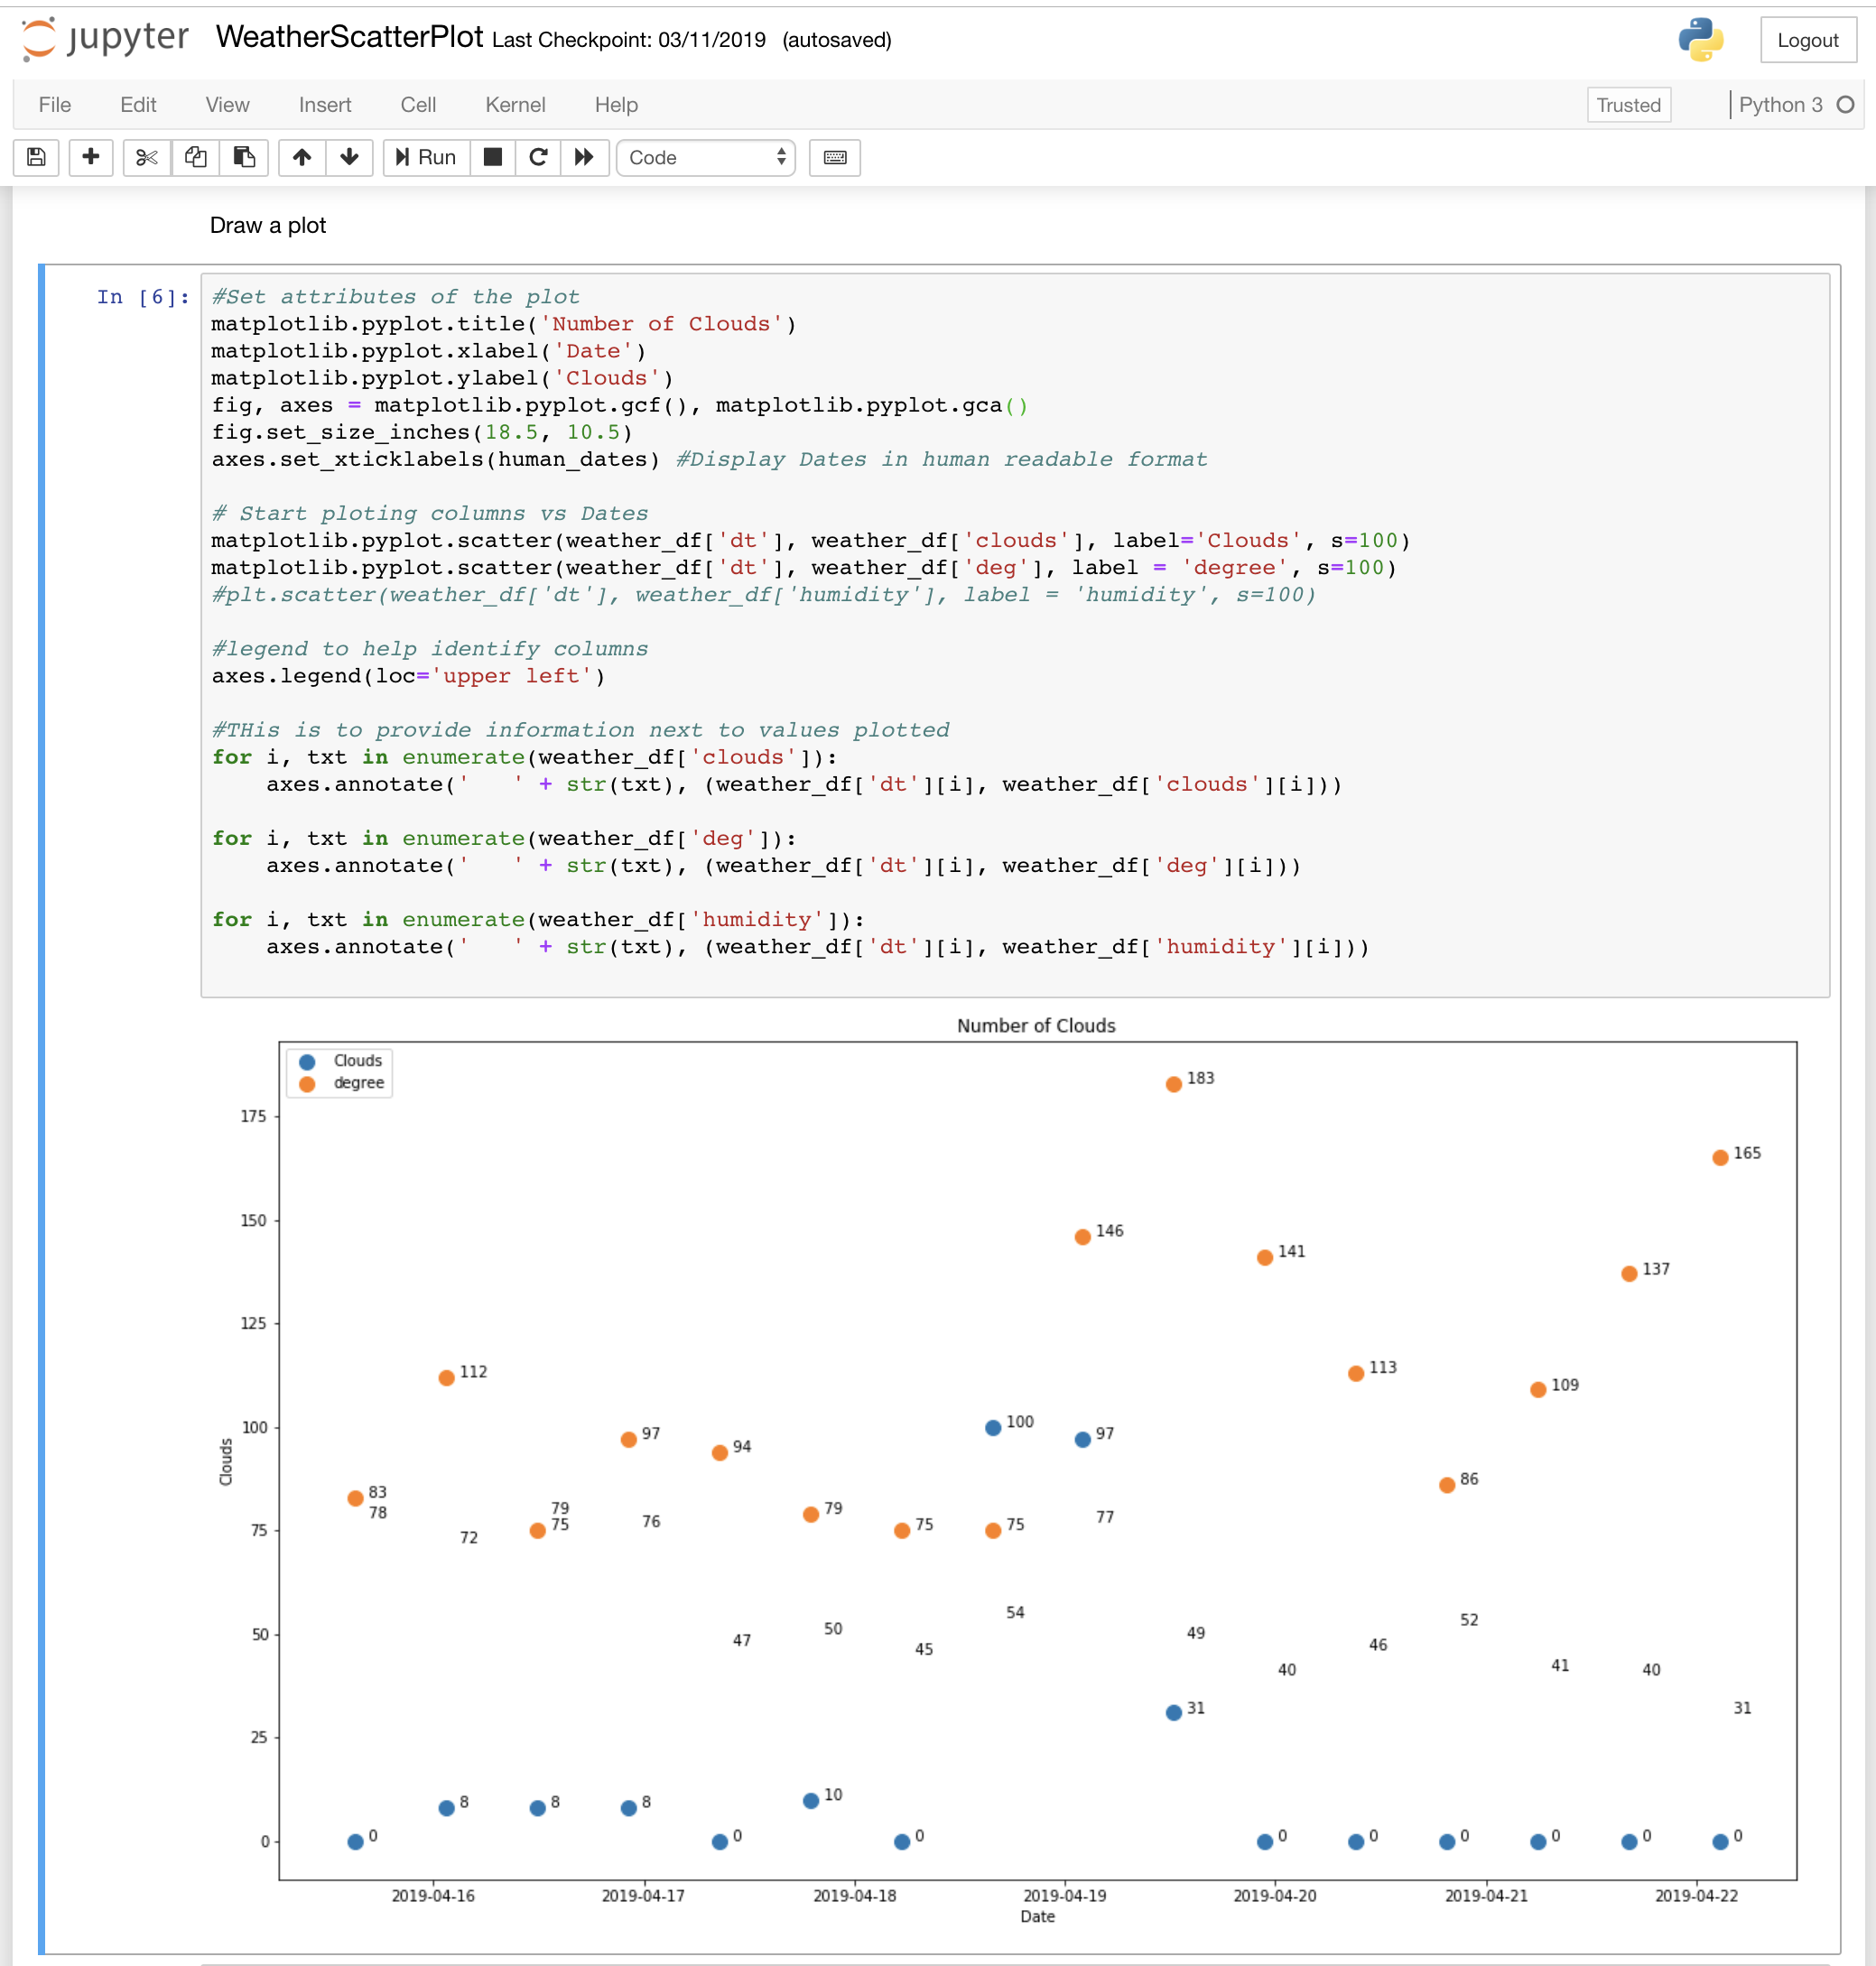 jupyter WeatherScatterPlot Last Checkpoint: 03/11/2019 (autosaved) Logout
File Edit View Insert Cell Kernel Help Trusted Python 3
Run Code
Draw a plot
In [6]: #Set attributes of the plot
matplotlib.pyplot.title('Number of Clouds')
matplotlib.pyplot.xlabel('Date')
matplotlib.pyplot.ylabel('Clouds')
fig, axes = matplotlib.pyplot.gcf(), matplotlib.pyplot.gca()
fig.set_size_inches(18.5, 10.5)
axes.set_xticklabels(human_dates) #Display Dates in human readable format
# Start ploting columns vs Dates
matplotlib.pyplot.scatter(weather_df['dt'], weather_df['clouds'], label='Clouds', s=100)
matplotlib.pyplot.scatter(weather_df['dt'], weather_df['deg'], label = 'degree', s=100)
#plt.scatter(weather_df['dt'], weather_df['humidity'], label = 'humidity', s=100)
#legend to help identify columns
axes.legend(loc='upper left')
#THis is to provide information next to values plotted
for i, txt in enumerate(weather_df['clouds']):
    axes.annotate('   ' + str(txt), (weather_df['dt'][i], weather_df['clouds'][i]))
for i, txt in enumerate(weather_df['deg']):
    axes.annotate('   ' + str(txt), (weather_df['dt'][i], weather_df['deg'][i]))
for i, txt in enumerate(weather_df['humidity']):
    axes.annotate('   ' + str(txt), (weather_df['dt'][i], weather_df['humidity'][i]))
Number of Clouds
Clouds
degree
183
175
165
150
146
141
137
125
112
113
109
100
100
97
97
94
86
83
78
79
75
79
76
77
72
75
75
75
54
52
50
50
49
47
46
45
41
40
40
31
31
25
10
8
8
8
0
0
0
0
0
0
0
0
0
0
Clouds
2019-04-16 2019-04-17 2019-04-18 2019-04-19 2019-04-20 2019-04-21 2019-04-22
Date